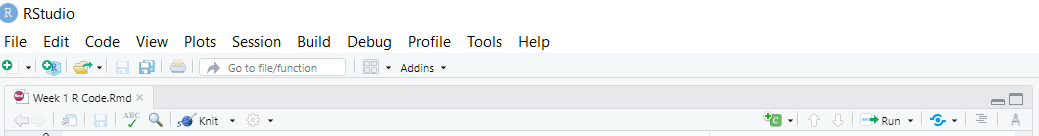 R RStudio
File Edit Code View Plots Session Build Debug Profile Tools Help
Go to file/function Addins
Week 1 R Code.Rmd
ABC Knit C Run A